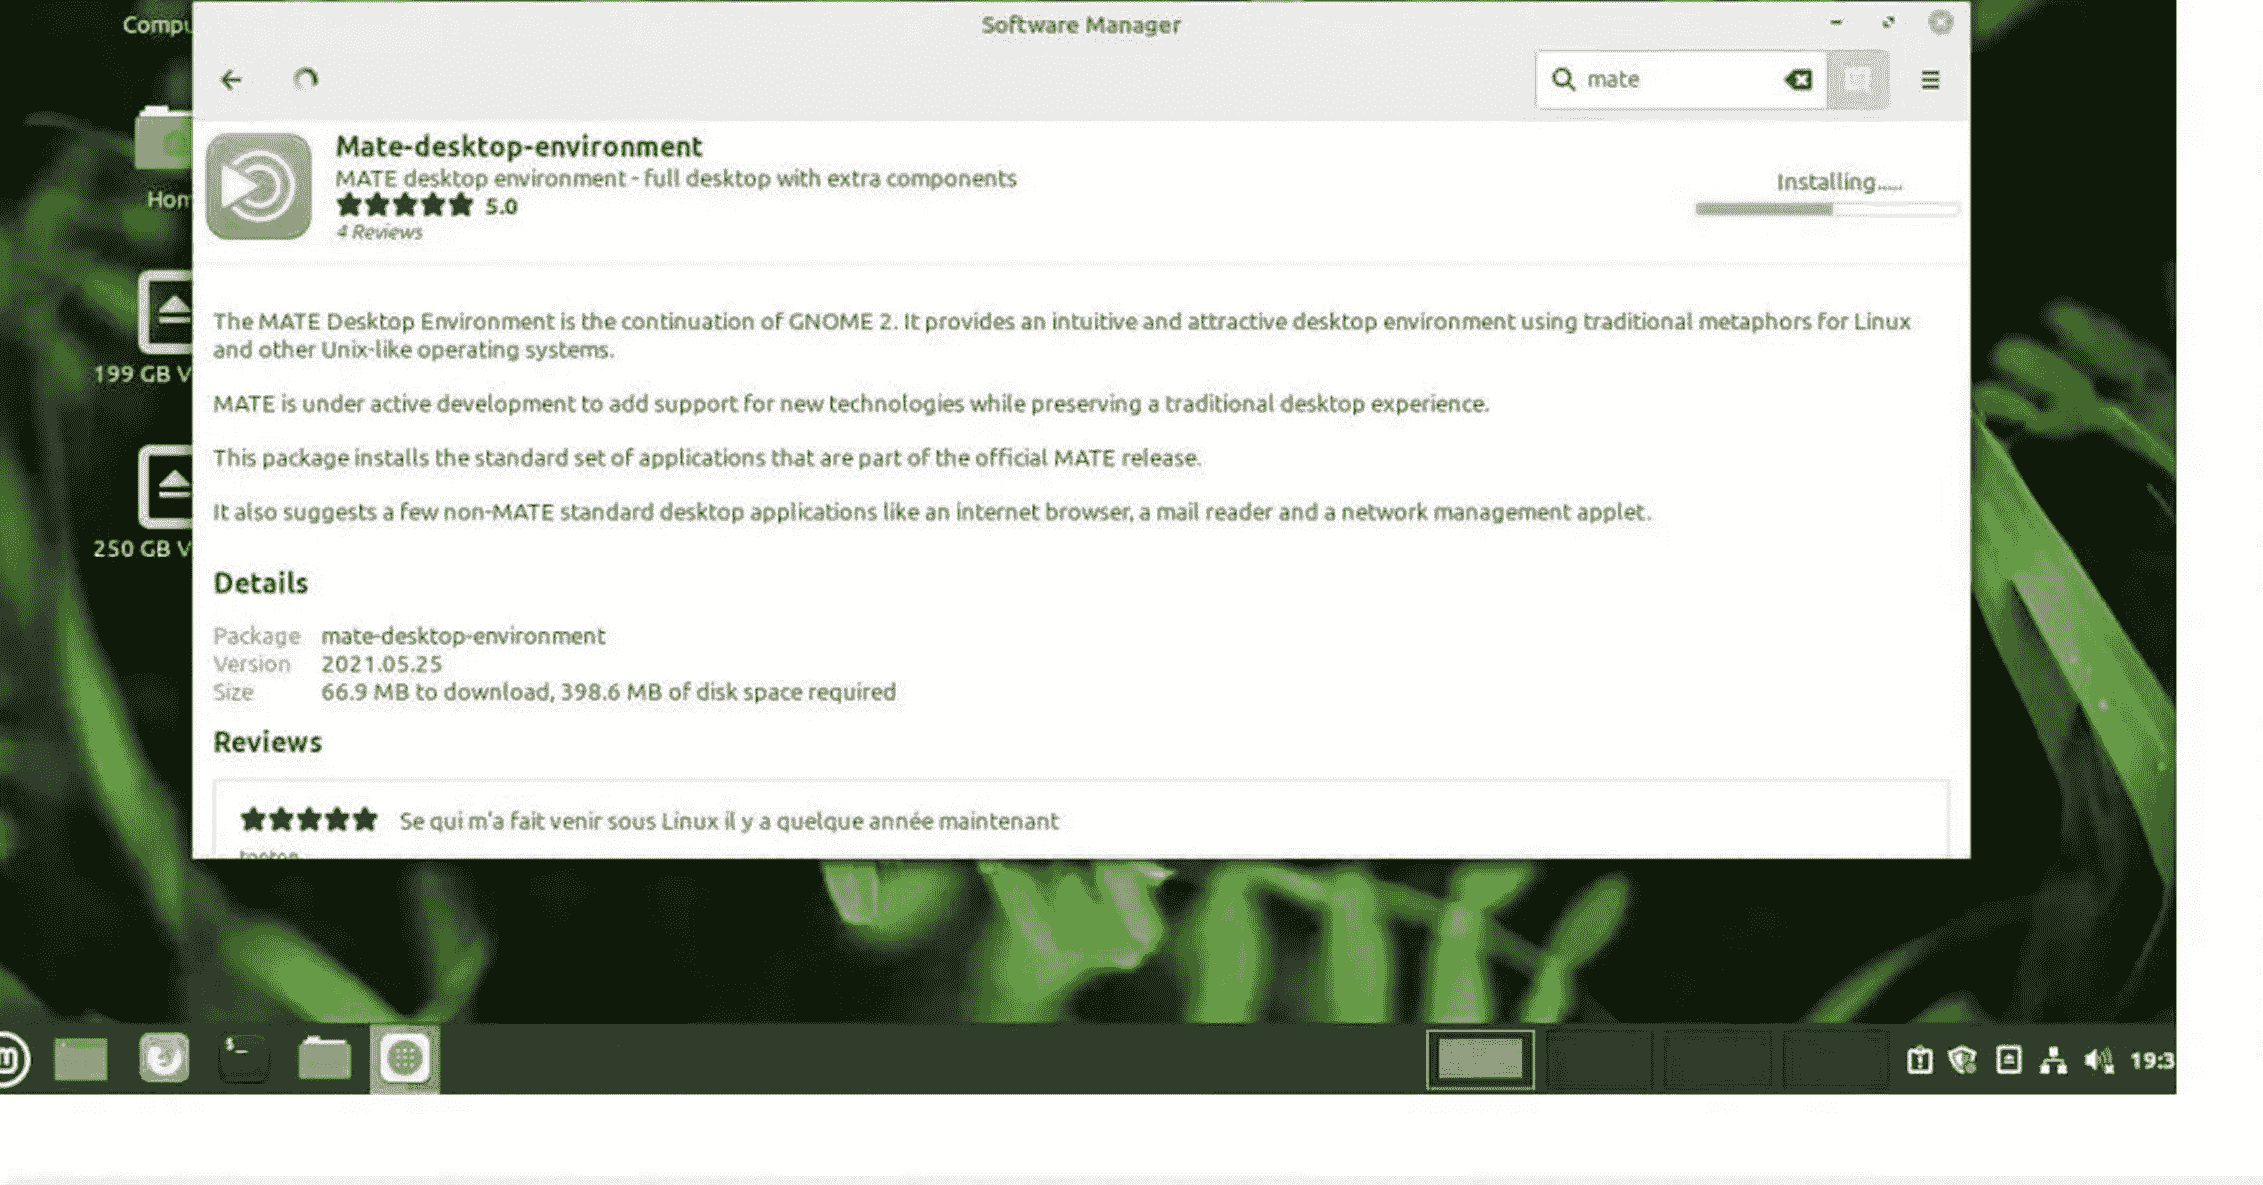 Software Manager
mate
Mate-desktop-environment
MATE desktop environment - full desktop with extra components
5.0
4 Reviews
Installing.....
The MATE Desktop Environment is the continuation of GNOME 2. It provides an intuitive and attractive desktop environment using traditional metaphors for Linux
and other Unix-like operating systems.
MATE is under active development to add support for new technologies while preserving a traditional desktop experience.
This package installs the standard set of applications that are part of the official MATE release.
It also suggests a few non-MATE standard desktop applications like an internet browser, a mail reader and a network management applet.
Details
Package mate-desktop-environment
Version 2021.05.25
Size 66.9 MB to download, 398.6 MB of disk space required
Reviews
Se qui m'a fait venir sous Linux il y a quelque année maintenant
Compu
Hom
199 GB V
250 GB V
$_
19:3